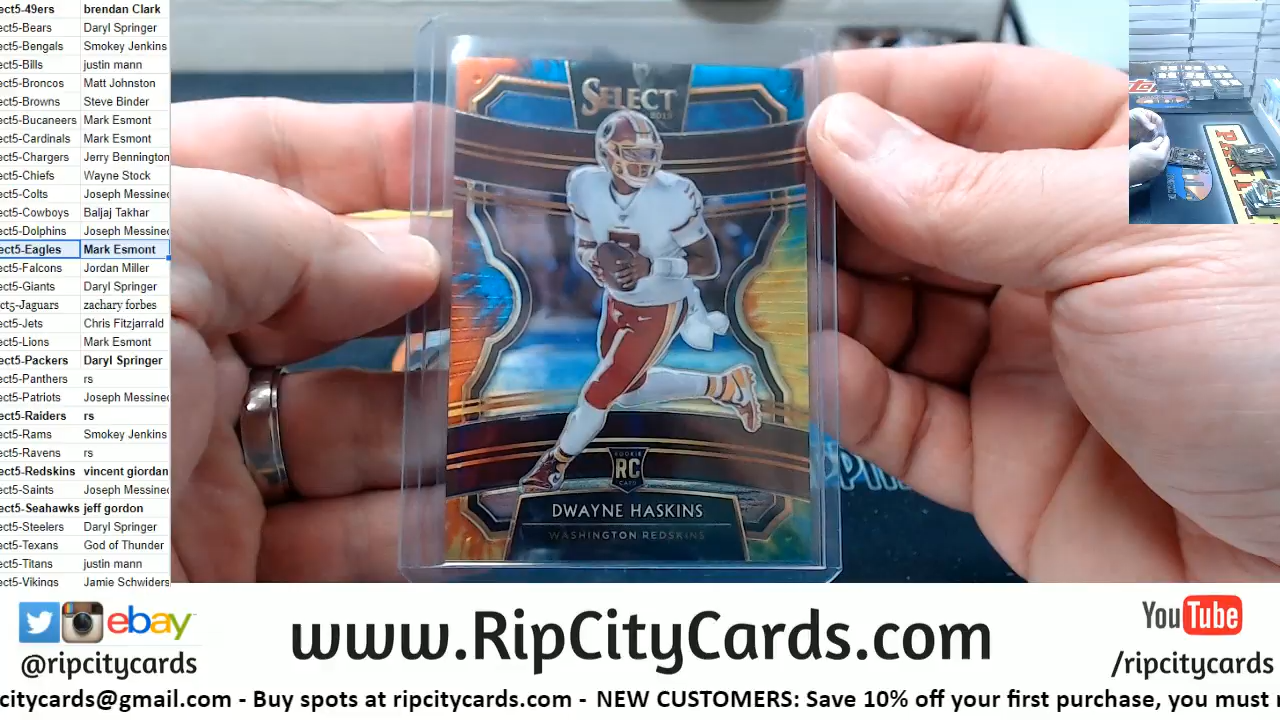 ect5-49ers brendan Clark
ect5-Bears Daryl Springer
ect5-Bengals Smokey Jenkins
ect5-Bills justin mann
ect5-Broncos Matt Johnston
ect5-Browns Steve Binder
ect5-Bucaneers Mark Esmont
ect5-Cardinals Mark Esmont
ect5-Chargers Jerry Bennington
ect5-Chiefs Wayne Stock
ect5-Colts Joseph Messinec
ect5-Cowboys Baljaj Takhar
ect5-Dolphins Joseph Messinec
ect5-Eagles Mark Esmont
ect5-Falcons Jordan Miller
ect5-Giants Daryl Springer
ect5-Jaguars zachary forbes
ect5-Jets Chris Fitzjarrald
ect5-Lions Mark Esmont
ect5-Packers Daryl Springer
ect5-Panthers rs
ect5-Patriots Joseph Messinec
ect5-Raiders rs
ect5-Rams Smokey Jenkins
ect5-Ravens rs
ect5-Redskins vincent giordan
ect5-Saints Joseph Messinec
ect5-Seahawks jeff gordon
ect5-Steelers Daryl Springer
ect5-Texans God of Thunder
ect5-Titans justin mann
ect5-Vikings Jamie Schwiders
SELECT
2019
ROOKIE
RC
CARD
DWAYNE HASKINS
WASHINGTON REDSKINS
ebay
@ripcitycards
www.RipCityCards.com
YouTube
/ripcitycards
citycards@gmail.com - Buy spots at ripcitycards.com - NEW CUSTOMERS: Save 10% off your first purchase, you must